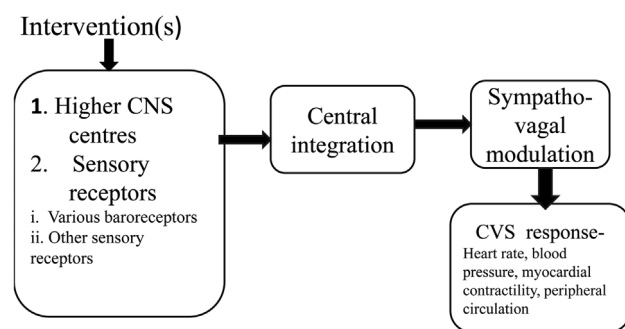 Intervention(s)
1. Higher CNS
centres
2. Sensory
receptors
i. Various baroreceptors
ii. Other sensory
receptors
Central
integration
Sympatho-
vagal
modulation
CVS response-
Heart rate, blood
pressure, myocardial
contractility, peripheral
circulation